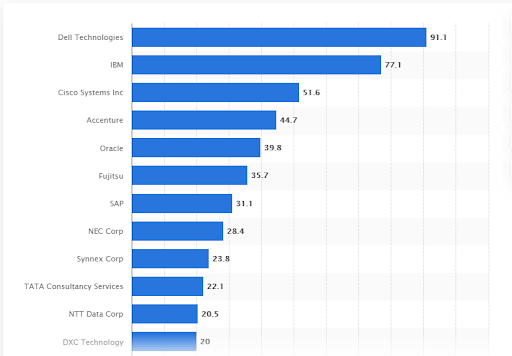 Dell Technologies 91.1
IBM 77.1
Cisco Systems Inc 51.6
Accenture 44.7
Oracle 39.8
Fujitsu 35.7
SAP 31.1
NEC Corp 28.4
Synnex Corp 23.8
TATA Consultancy Services 22.1
NTT Data Corp 20.5
DXC Technology 20